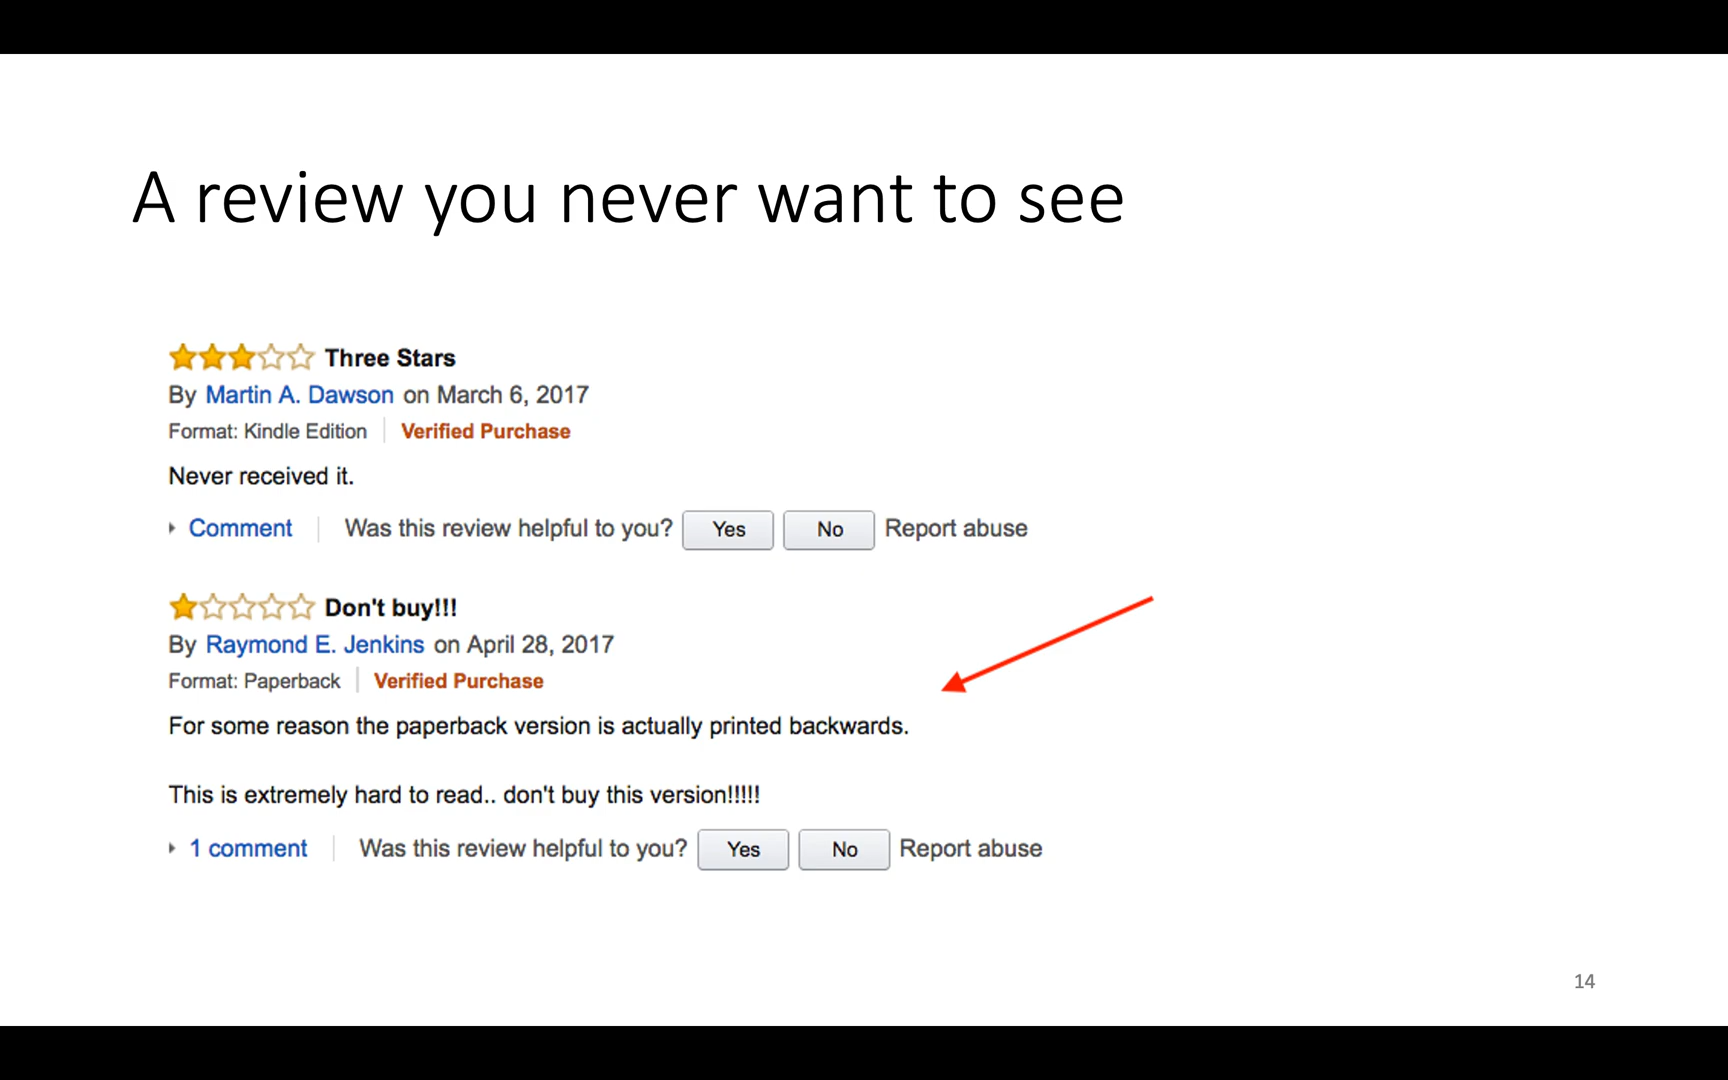 A review you never want to see
Three Stars
By Martin A. Dawson on March 6, 2017
Format: Kindle Edition Verified Purchase
Never received it.
Comment Was this review helpful to you? Yes No Report abuse
Don't buy!!!
By Raymond E. Jenkins on April 28, 2017
Format: Paperback Verified Purchase
For some reason the paperback version is actually printed backwards.
This is extremely hard to read.. don't buy this version!!!!!
1 comment Was this review helpful to you? Yes No Report abuse
14